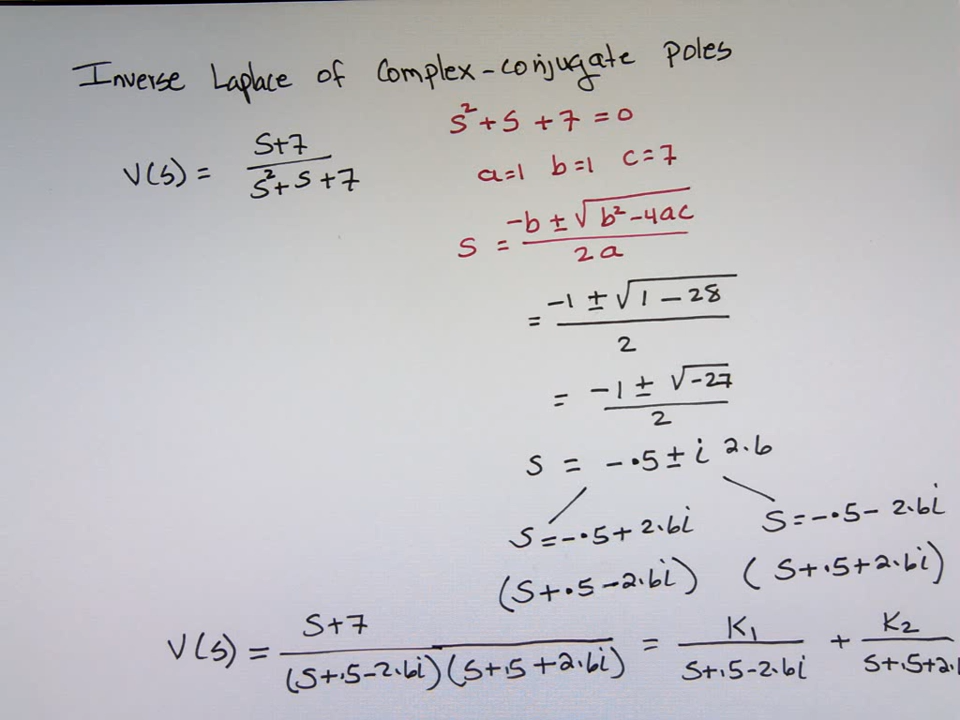 Inverse Laplace of Complex-conjugate Poles
V(s) = (S+7)/(S²+S+7)
S²+S+7=0
a=1 b=1 c=7
S = (-b ± √(b²-4ac))/(2a)
= (-1 ± √(1-28))/2
= (-1 ± √(-27))/2
S = -.5 ± i 2.6
S=-.5+2.6i S=-.5-2.6i
(S+.5-2.6i) (S+.5+2.6i)
V(s) = (S+7)/((S+.5-2.6i)(S+.5+2.6i)) = K₁/(S+.5-2.6i) + K₂/(S+.5+2.